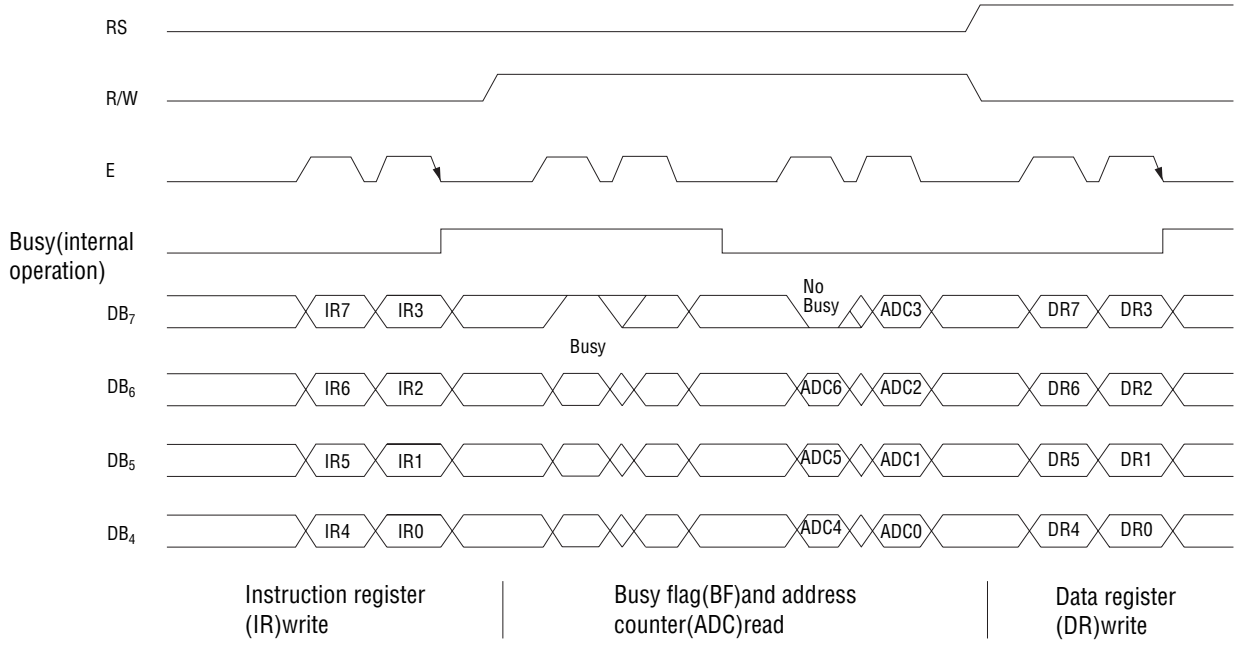 RS
R/W
E
Busy(internal
operation)
No
Busy
DB7 IR7 IR3 ADC3 DR7 DR3
Busy
DB6 IR6 IR2 ADC6 ADC2 DR6 DR2
DB5 IR5 IR1 ADC5 ADC1 DR5 DR1
DB4 IR4 IR0 ADC4 ADC0 DR4 DR0
Instruction register
(IR)write
Busy flag(BF)and address
counter(ADC)read
Data register
(DR)write